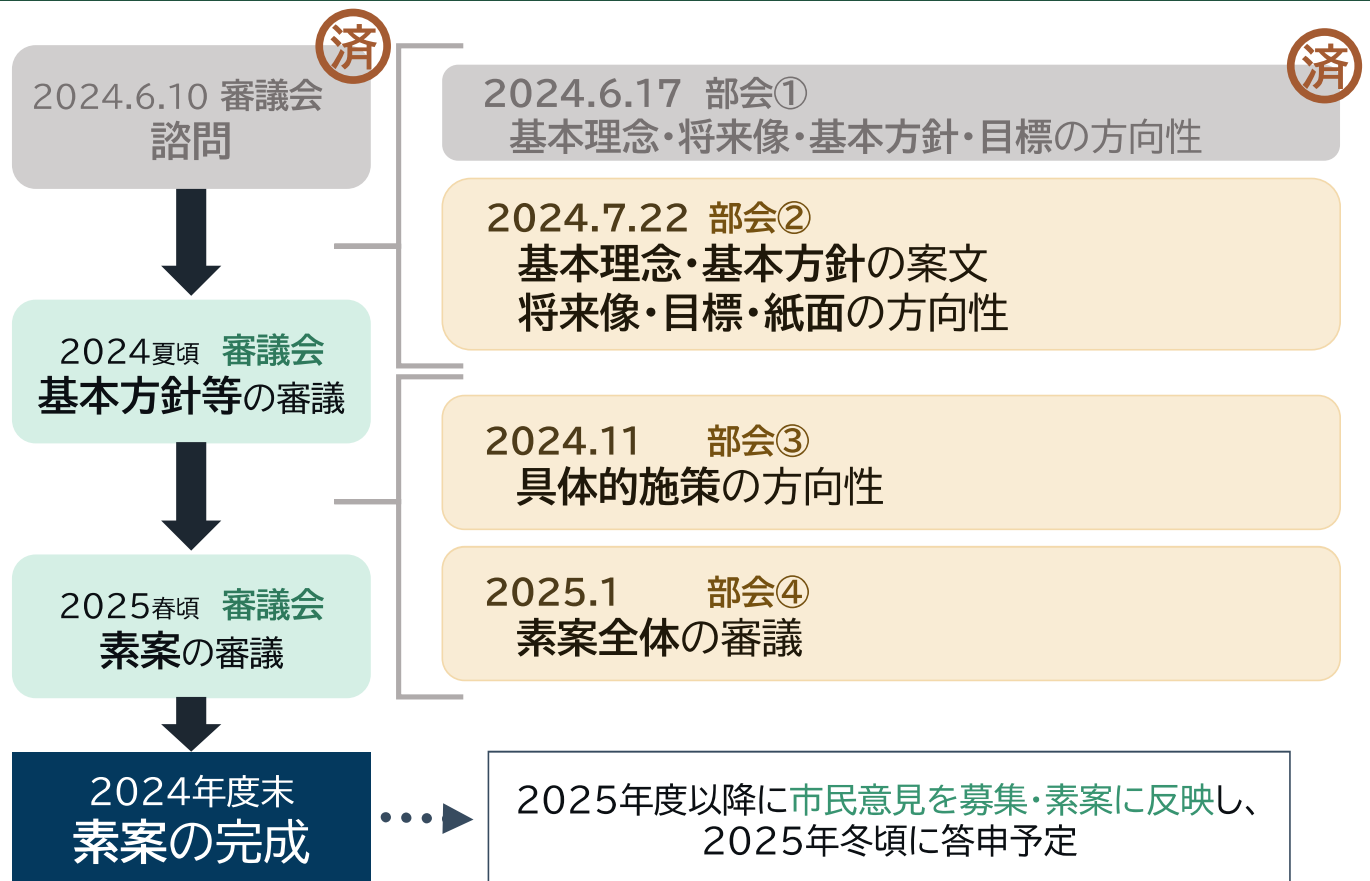 済
2024.6.10 審議会
諮問
済
2024.6.17 部会①
基本理念・将来像・基本方針・目標の方向性
2024.7.22 部会②
基本理念・基本方針の案文
将来像・目標・紙面の方向性
2024夏頃 審議会
基本方針等の審議
2024.11 部会③
具体的施策の方向性
2025.1 部会④
素案全体の審議
2025春頃 審議会
素案の審議
2024年度末
素案の完成
2025年度以降に市民意見を募集・素案に反映し、
2025年冬頃に答申予定